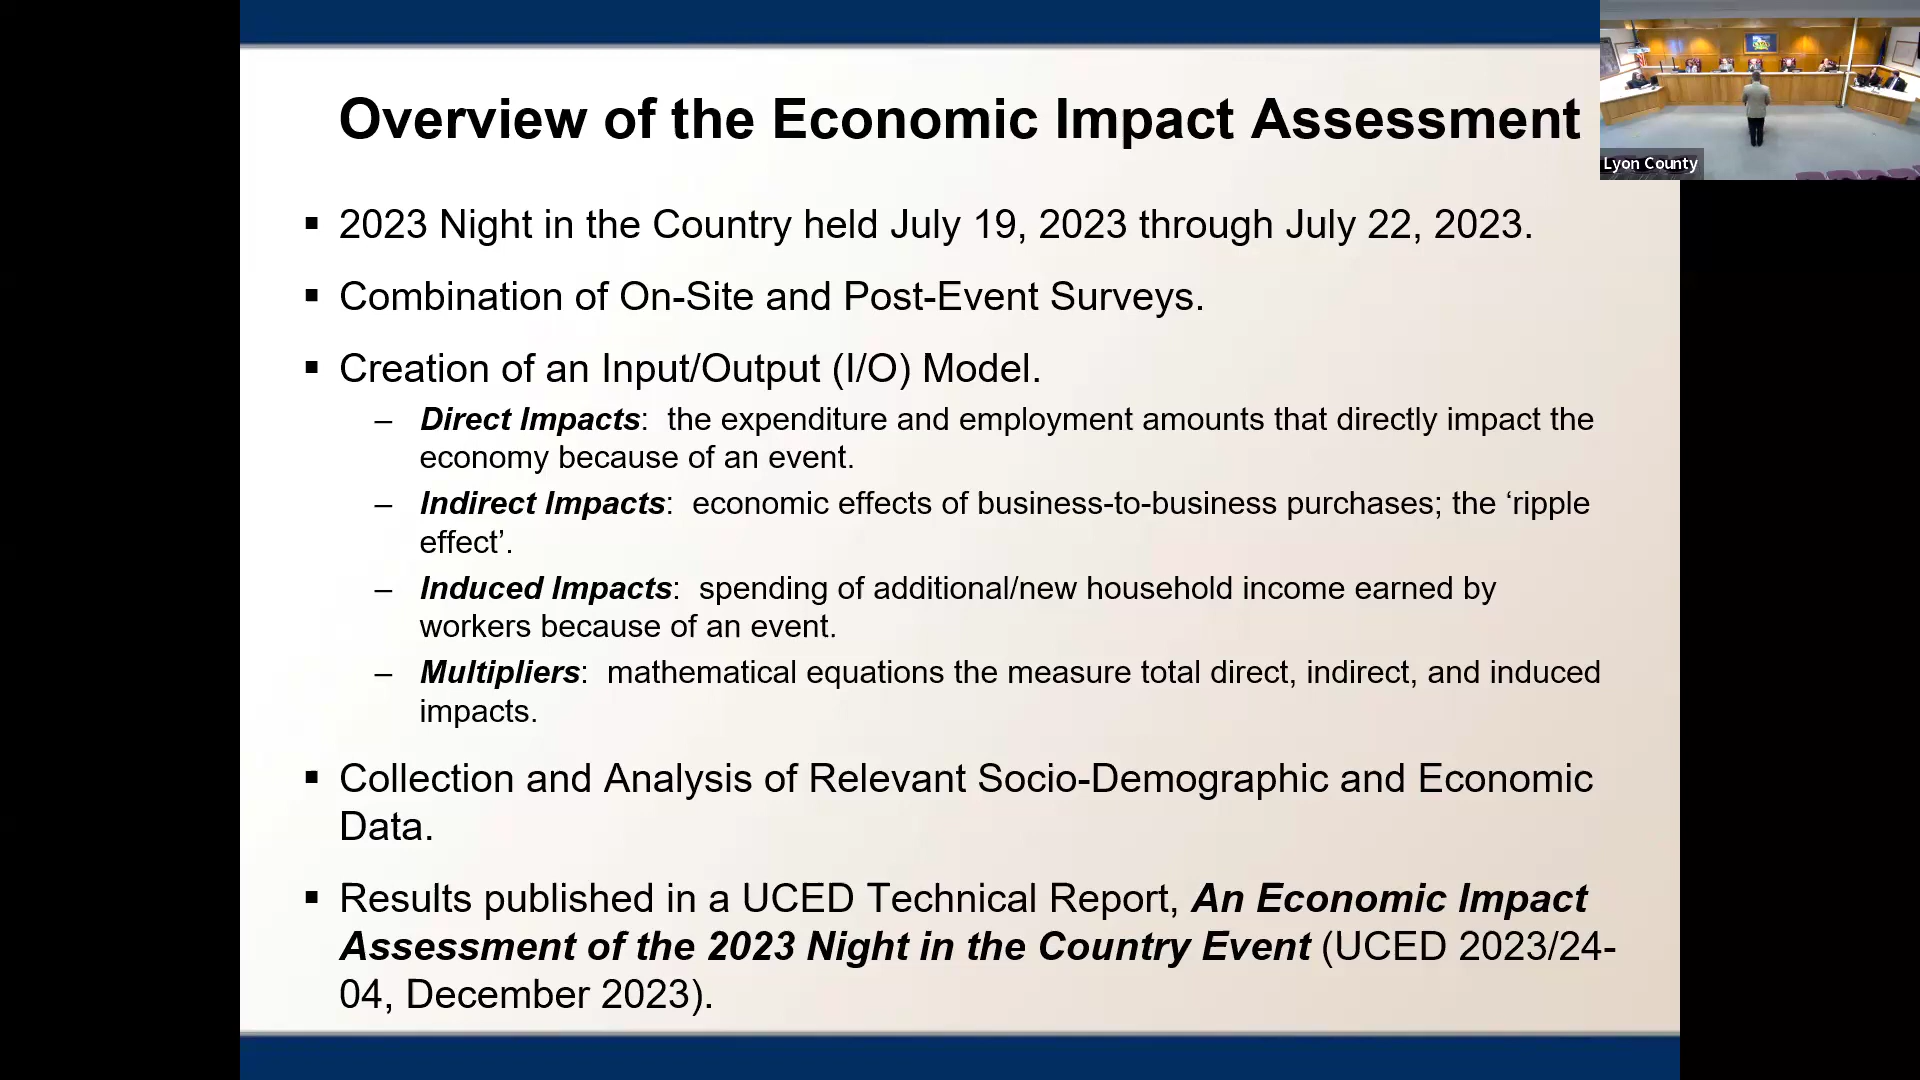 Overview of the Economic Impact Assessment
Lyon County
▪ 2023 Night in the Country held July 19, 2023 through July 22, 2023.
▪ Combination of On-Site and Post-Event Surveys.
▪ Creation of an Input/Output (I/O) Model.
– Direct Impacts: the expenditure and employment amounts that directly impact the
economy because of an event.
– Indirect Impacts: economic effects of business-to-business purchases; the ‘ripple
effect’.
– Induced Impacts: spending of additional/new household income earned by
workers because of an event.
– Multipliers: mathematical equations the measure total direct, indirect, and induced
impacts.
▪ Collection and Analysis of Relevant Socio-Demographic and Economic
Data.
▪ Results published in a UCED Technical Report, An Economic Impact
Assessment of the 2023 Night in the Country Event (UCED 2023/24-
04, December 2023).